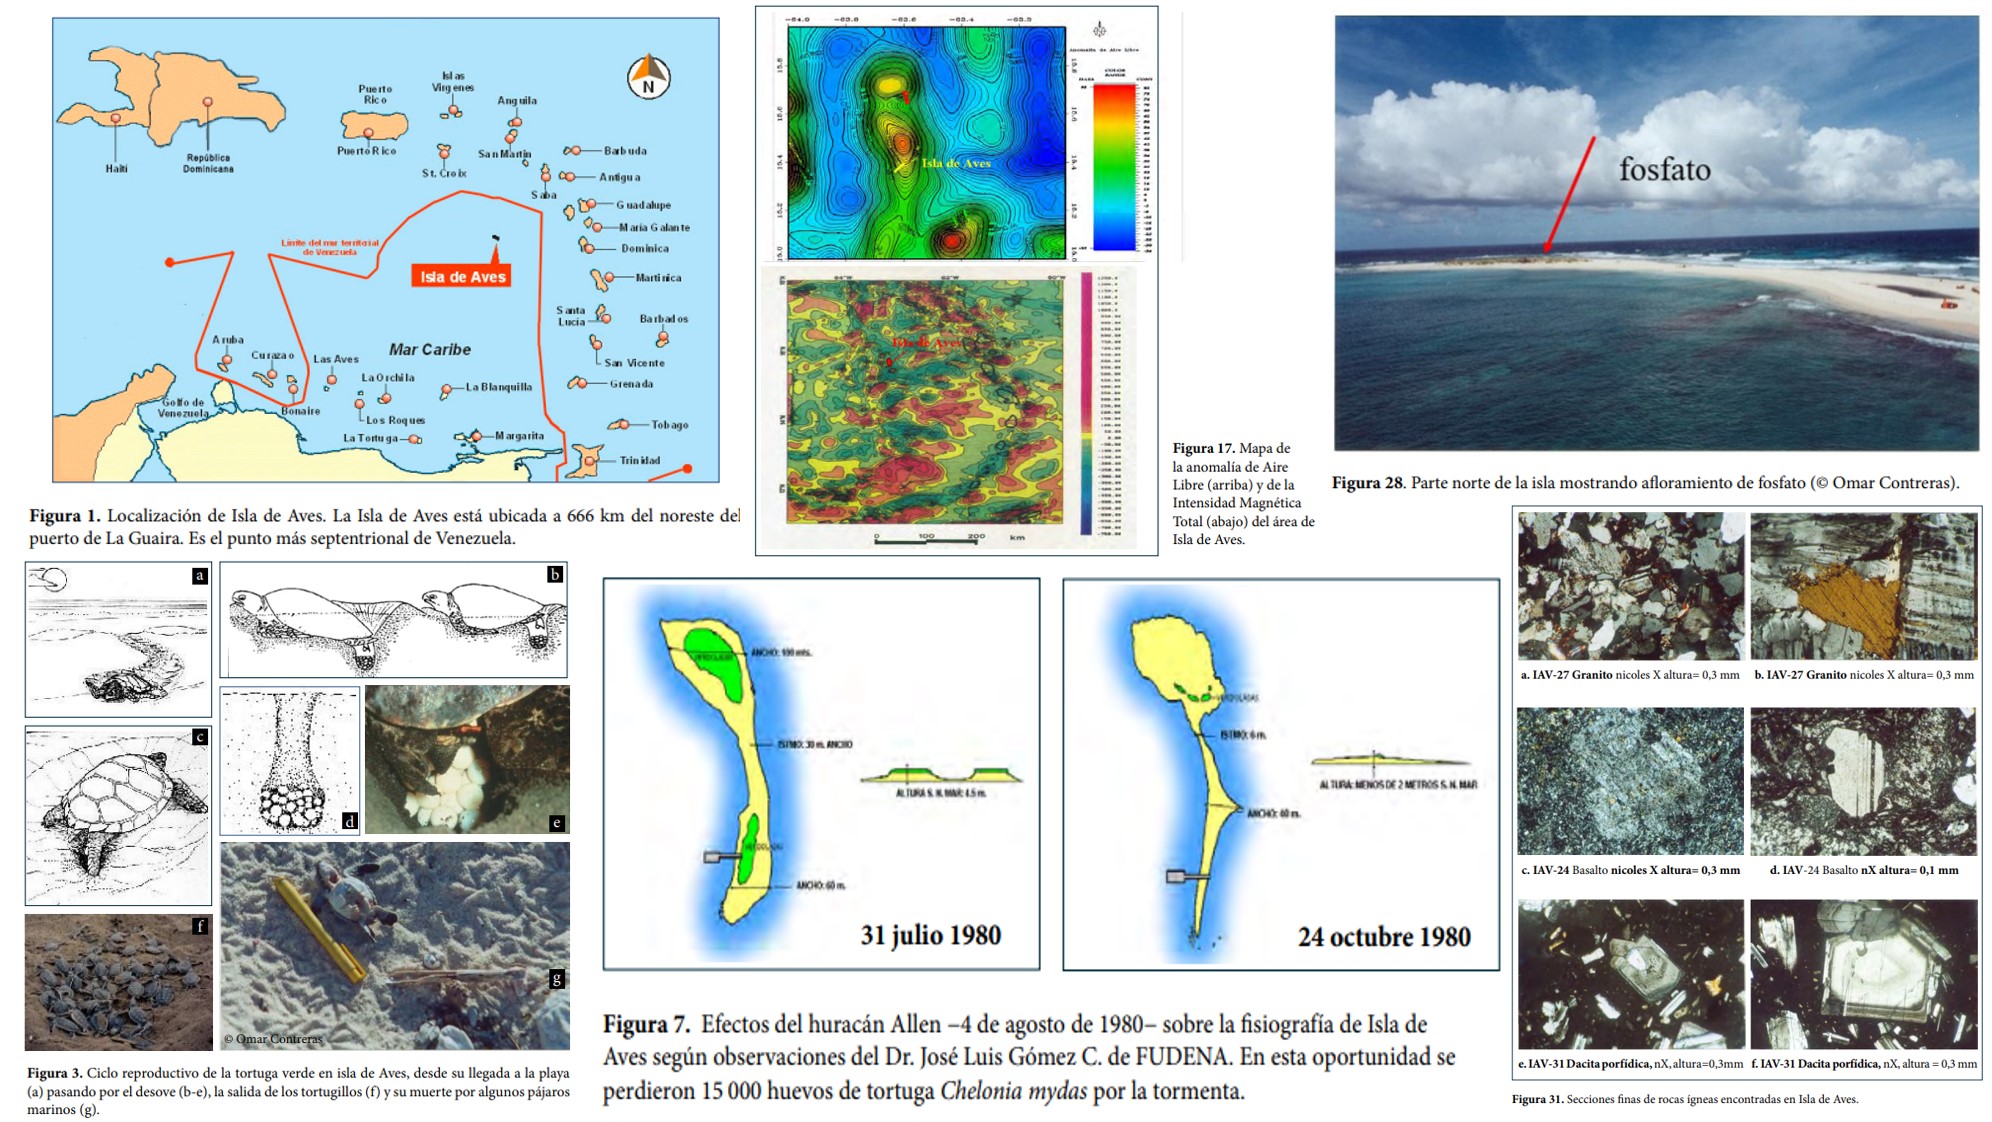 Haití
República
Dominicana
Puerto
Rico
Puerto Rico
Islas
Vírgenes
Anguila
San Martín
St. Croix
Saba
Barbuda
Antigua
Guadalupe
María Galante
Dominica
Martinica
Santa
Lucía
Barbados
San Vicente
Grenada
Tobago
Trinidad
N
Límite del mar territorial
de Venezuela
Isla de Aves
Mar Caribe
Aruba
Curazao
Bonaire
Las Aves
La Orchila
Los Roques
La Blanquilla
La Tortuga
Margarita
Golfo de
Venezuela
Figura 1. Localización de Isla de Aves. La Isla de Aves está ubicada a 666 km del noreste del
puerto de La Guaira. Es el punto más septentrional de Venezuela.
Anomalía de Aire Libre
COLOR
RANGE
Isla de Aves
Isla de Aves
0 100 200 km
Figura 17. Mapa de
la anomalía de Aire
Libre (arriba) y de la
Intensidad Magnética
Total (abajo) del área de
Isla de Aves.
fosfato
Figura 28. Parte norte de la isla mostrando afloramiento de fosfato (© Omar Contreras).
a
b
c
d
e
f
g
© Omar Contreras
Figura 3. Ciclo reproductivo de la tortuga verde en isla de Aves, desde su llegada a la playa
(a) pasando por el desove (b-e), la salida de los tortugillos (f) y su muerte por algunos pájaros
marinos (g).
ANCHO: 100 mts.
ISTMO: 30 m. ANCHO
ALTURA S. N. MAR: 4.5 m.
VERDOLAGAS
ANCHO: 60 m.
31 julio 1980
VERDOLAGAS
ISTMO: 6 m.
ALTURA: MENOS DE 2 METROS S. N. MAR
ANCHO: 60 m.
24 octubre 1980
Figura 7. Efectos del huracán Allen –4 de agosto de 1980– sobre la fisiografía de Isla de
Aves según observaciones del Dr. José Luis Gómez C. de FUDENA. En esta oportunidad se
perdieron 15 000 huevos de tortuga Chelonia mydas por la tormenta.
a. IAV-27 Granito nicoles X altura= 0,3 mm
b. IAV-27 Granito nicoles X altura= 0,3 mm
c. IAV-24 Basalto nicoles X altura= 0,3 mm
d. IAV-24 Basalto nX altura= 0,1 mm
e. IAV-31 Dacita porfídica, nX, altura=0,3mm
f. IAV-31 Dacita porfídica, nX, altura = 0,3 mm
Figura 31. Secciones finas de rocas ígneas encontradas en Isla de Aves.